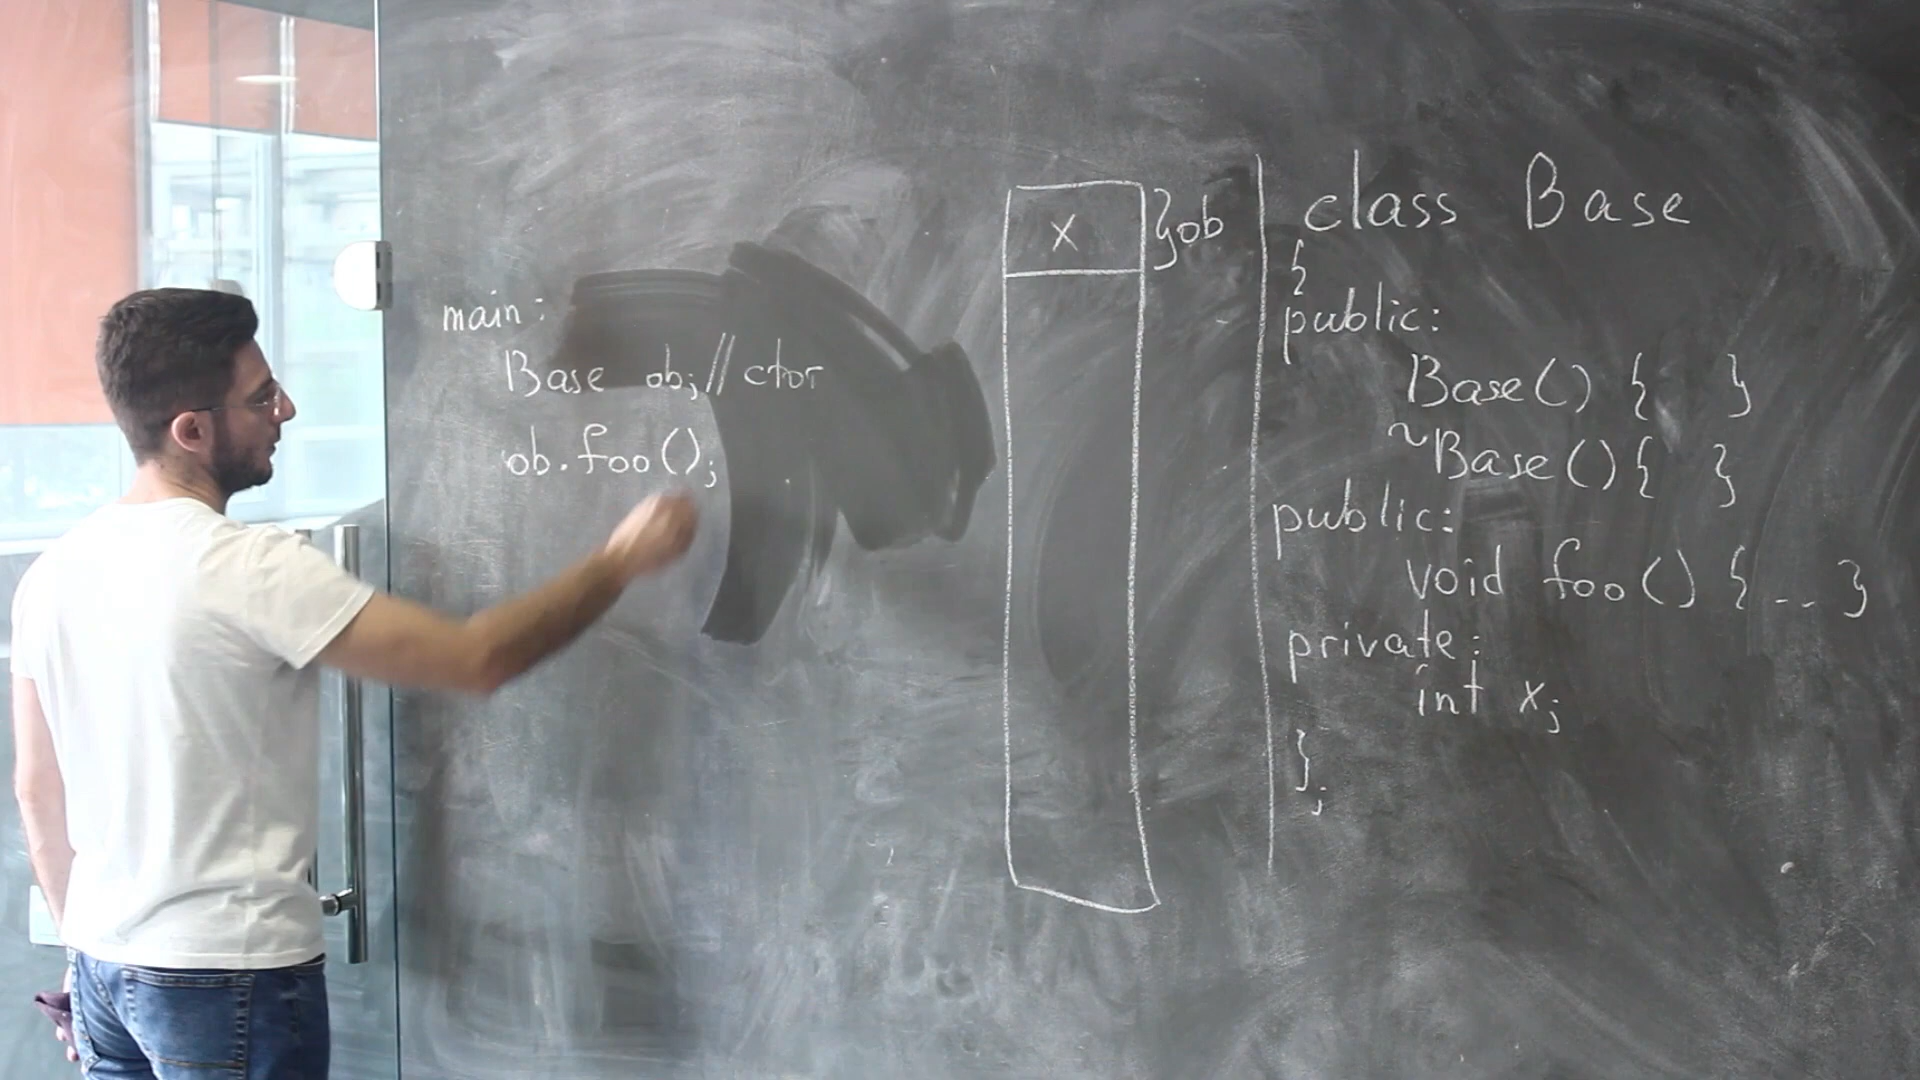 main:
Base ob;// ctor
ob.foo();
x }ob
class Base
{
public:
Base() { }
~Base(){ }
public:
void foo() { -- }
private:
int x;
};